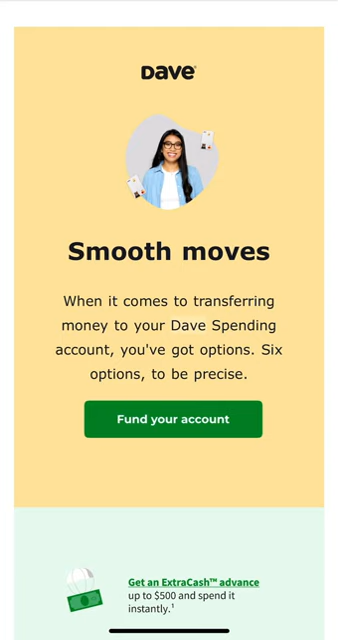 Dave
Smooth moves
When it comes to transferring
money to your Dave Spending
account, you've got options. Six
options, to be precise.
Fund your account
Get an ExtraCash™ advance
up to $500 and spend it
instantly.¹